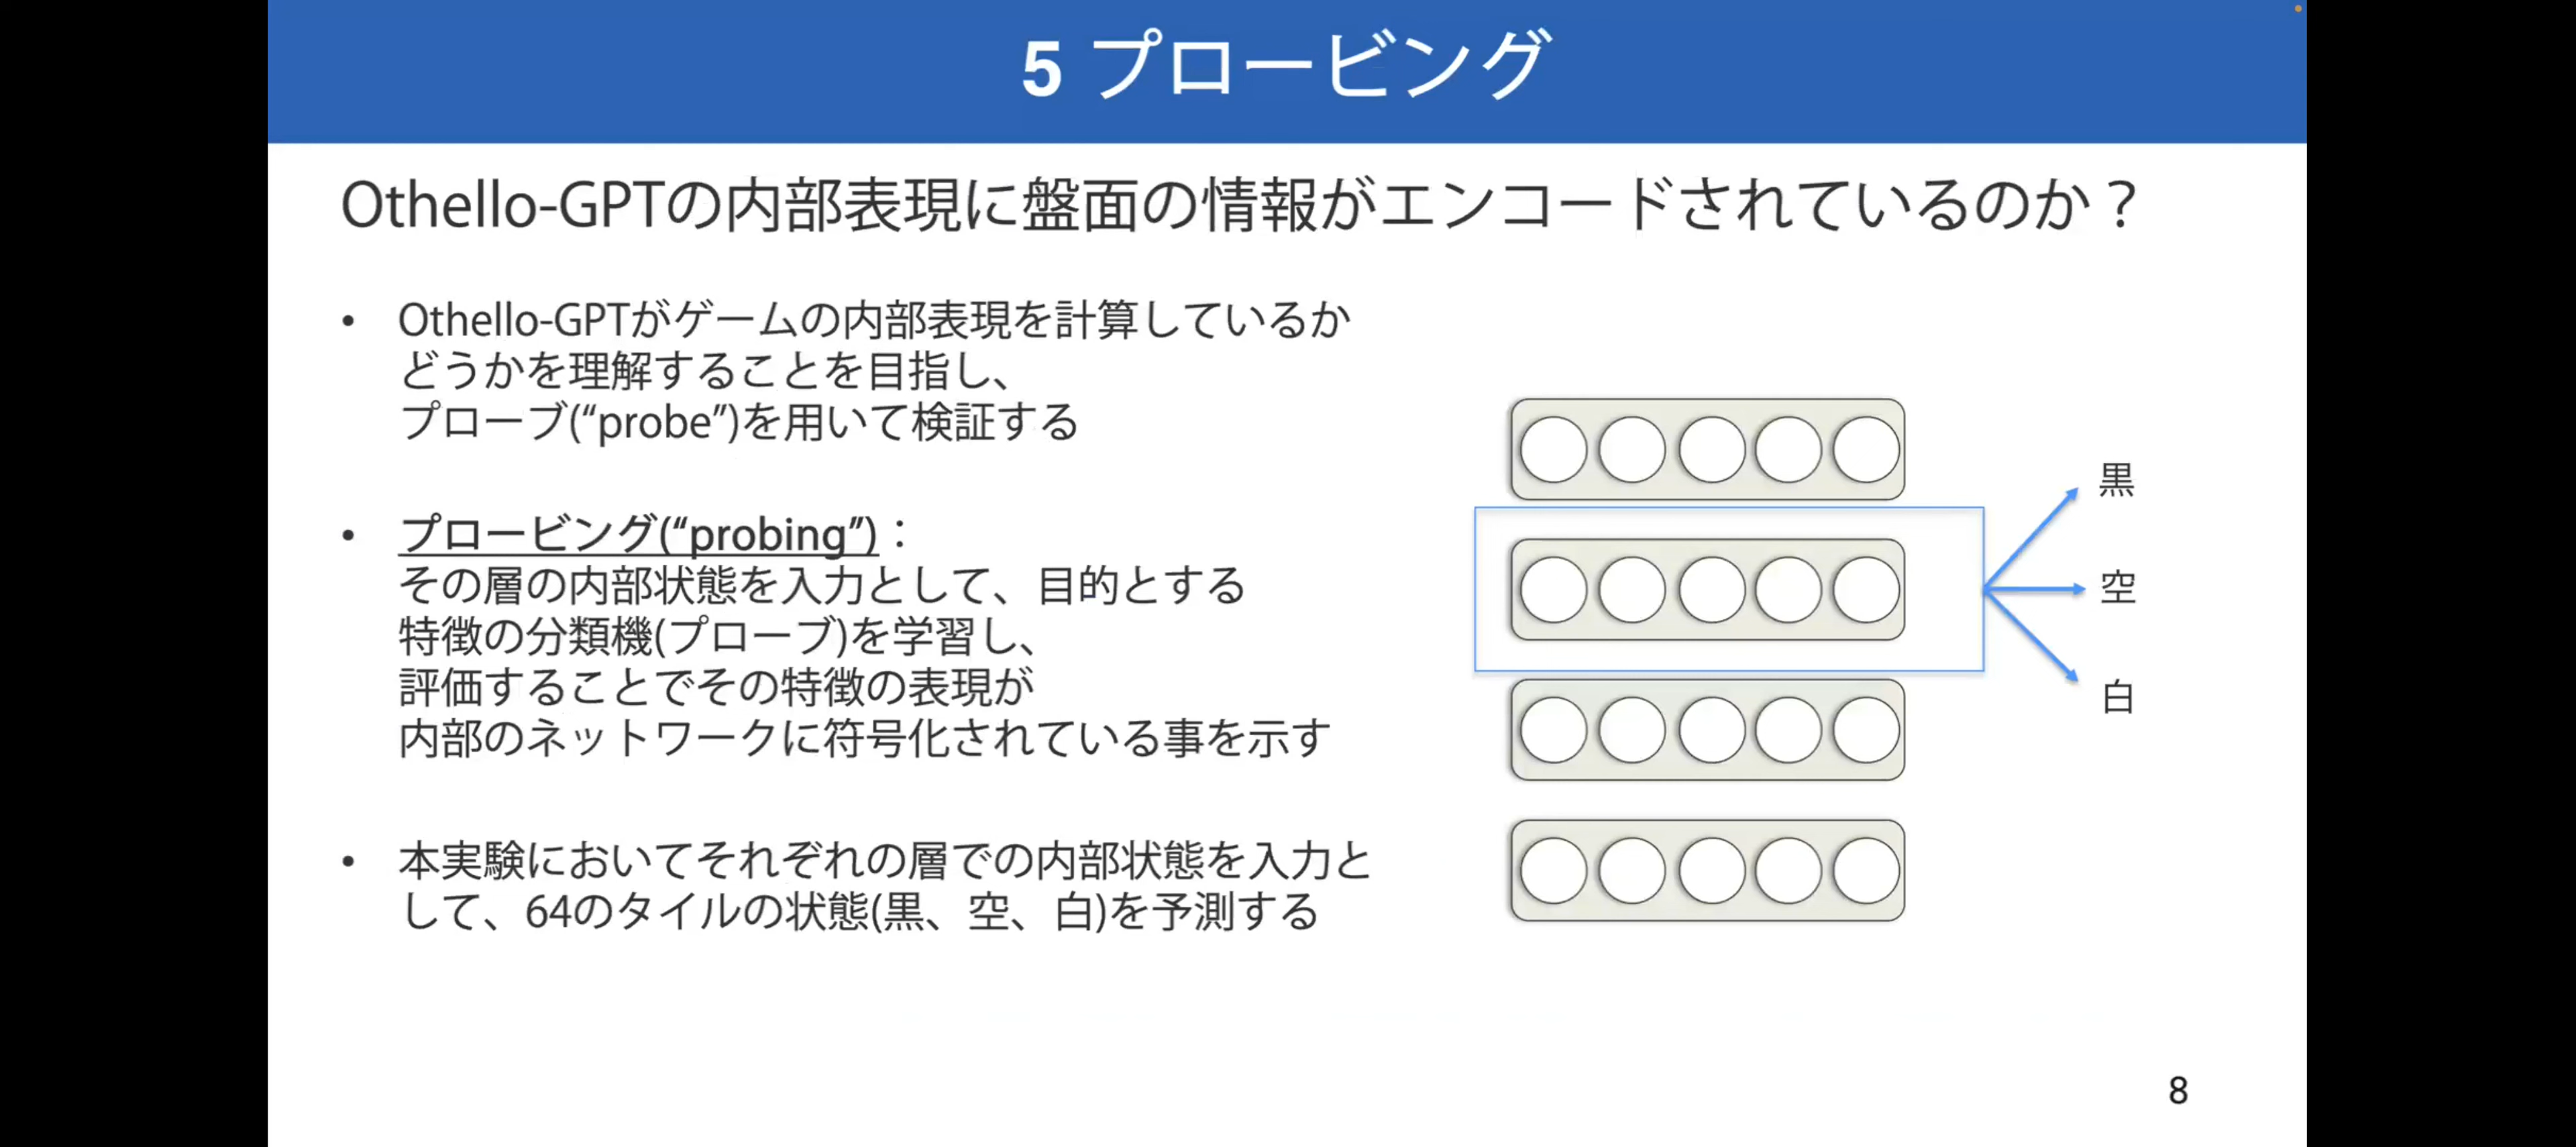 5 プロービング
Othello-GPTの内部表現に盤面の情報がエンコードされているのか？
• Othello-GPTがゲームの内部表現を計算しているか
どうかを理解することを目指し、
プローブ(“probe”)を用いて検証する
• プロービング(“probing”)：
その層の内部状態を入力として、目的とする
特徴の分類機(プローブ)を学習し、
評価することでその特徴の表現が
内部のネットワークに符号化されている事を示す
• 本実験においてそれぞれの層での内部状態を入力と
して、64のタイルの状態(黒、空、白)を予測する
黒
空
白
8